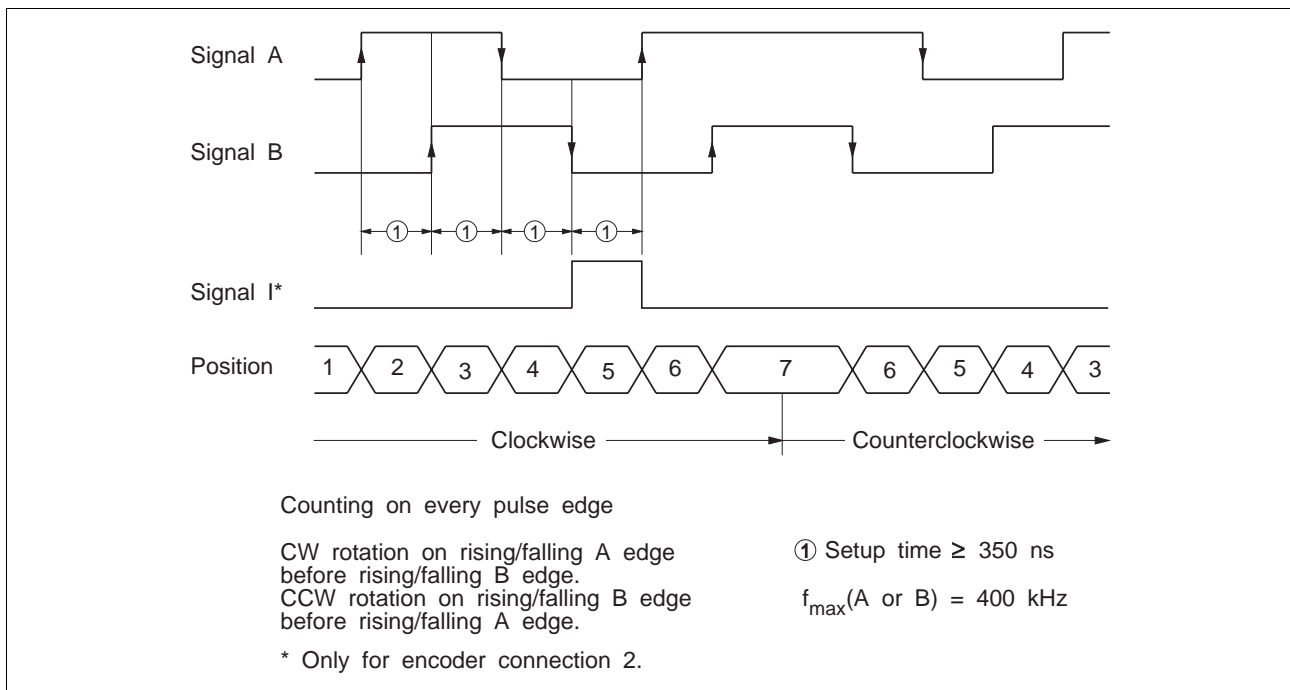 Signal A
Signal B
① ① ① ①
Signal I*
Position 1 2 3 4 5 6 7 6 5 4 3
Clockwise Counterclockwise
Counting on every pulse edge
CW rotation on rising/falling A edge
before rising/falling B edge.
CCW rotation on rising/falling B edge
before rising/falling A edge.
* Only for encoder connection 2.
① Setup time ≥ 350 ns
fmax(A or B) = 400 kHz